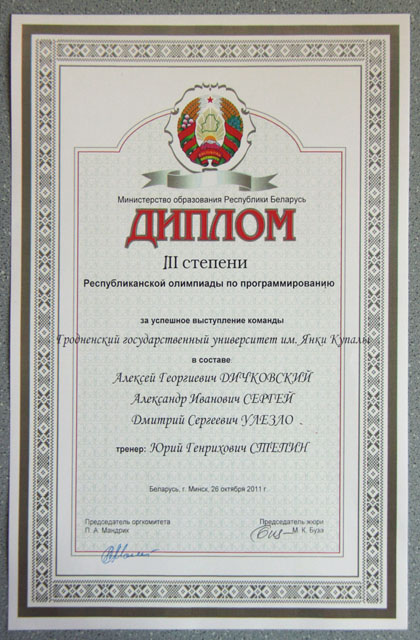 Министерство образования Республики Беларусь
ДИПЛОМ
III степени
Республиканской олимпиады по программированию
за успешное выступление команды
Гродненский государственный университет им. Янки Купалы
в составе
Алексей Георгиевич ДИЧКОВСКИЙ
Александр Иванович СЕРГЕЙ
Дмитрий Сергеевич УЛЕЗЛО
тренер: Юрий Генрихович СТЕПИН
Беларусь, г. Минск, 26 октября 2011 г.
Председатель оргкомитета
П. А. Мандрик
Председатель жюри
М. К. Буза